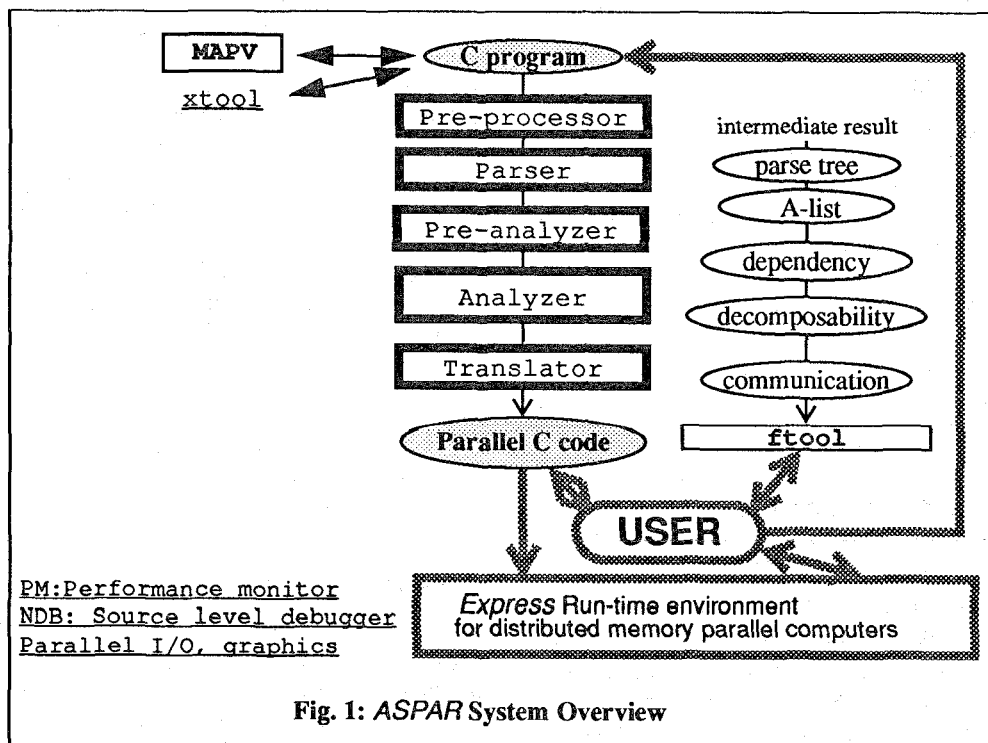 MAPV
xtool
C program
Pre-processor
Parser
Pre-analyzer
Analyzer
Translator
Parallel C code
intermediate result
parse tree
A-list
dependency
decomposability
communication
ftool
USER
PM:Performance monitor
NDB: Source level debugger
Parallel I/O, graphics
Express Run-time environment
for distributed memory parallel computers
Fig. 1: ASPAR System Overview